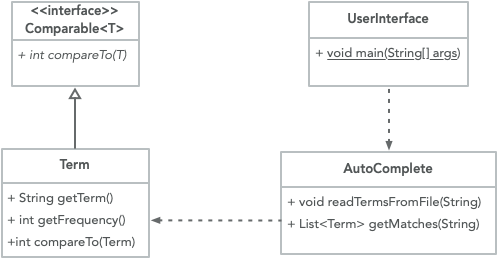 <<interface>>
Comparable<T>
+ int compareTo(T)
UserInterface
+ void main(String[] args)
Term
+ String getTerm()
+ int getFrequency()
+int compareTo(Term)
AutoComplete
+ void readTermsFromFile(String)
+ List<Term> getMatches(String)